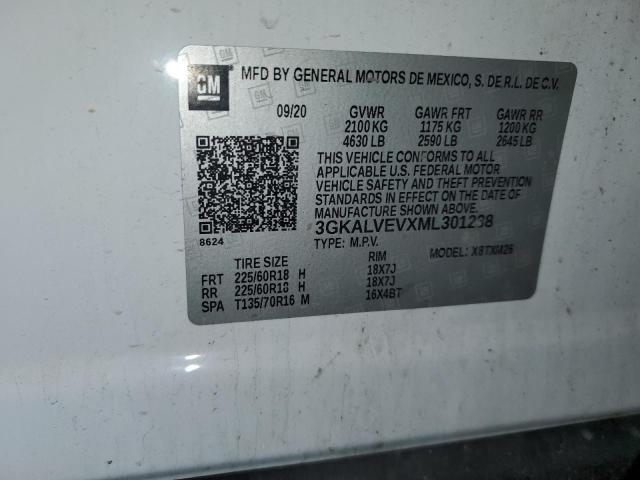 GM MFD BY GENERAL MOTORS DE MEXICO, S. DE R.L. DE C.V.
09/20 GVWR GAWR FRT GAWR RR
2100 KG 1175 KG 1200 KG
4630 LB 2590 LB 2645 LB
THIS VEHICLE CONFORMS TO ALL
APPLICABLE U.S. FEDERAL MOTOR
VEHICLE SAFETY AND THEFT PREVENTION
STANDARDS IN EFFECT ON THE DATE OF
MANUFACTURE SHOWN ABOVE.
3GKALVEVXML301238
8624
TYPE: M.P.V. MODEL: X8TXM26
TIRE SIZE RIM
FRT 225/60R18 H 18X7J
RR 225/60R18 H 18X7J
SPA T135/70R16 M 16X4BT